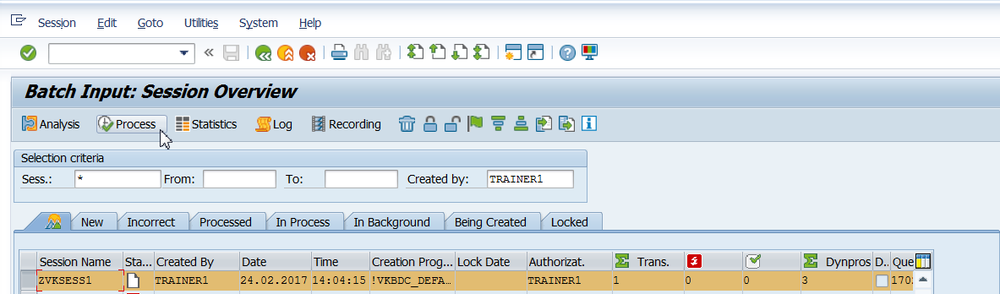 Session Edit Goto Utilities System Help
Batch Input: Session Overview
Analysis Process Statistics Log Recording
Selection criteria
Sess.: * From: To: Created by: TRAINER1
New Incorrect Processed In Process In Background Being Created Locked
Session Name Sta... Created By Date Time Creation Prog... Lock Date Authorizat. Trans. Dynpros D.. Que
ZVKSESS1 TRAINER1 24.02.2017 14:04:15 !VKBDC_DEFA... TRAINER1 1 0 0 3